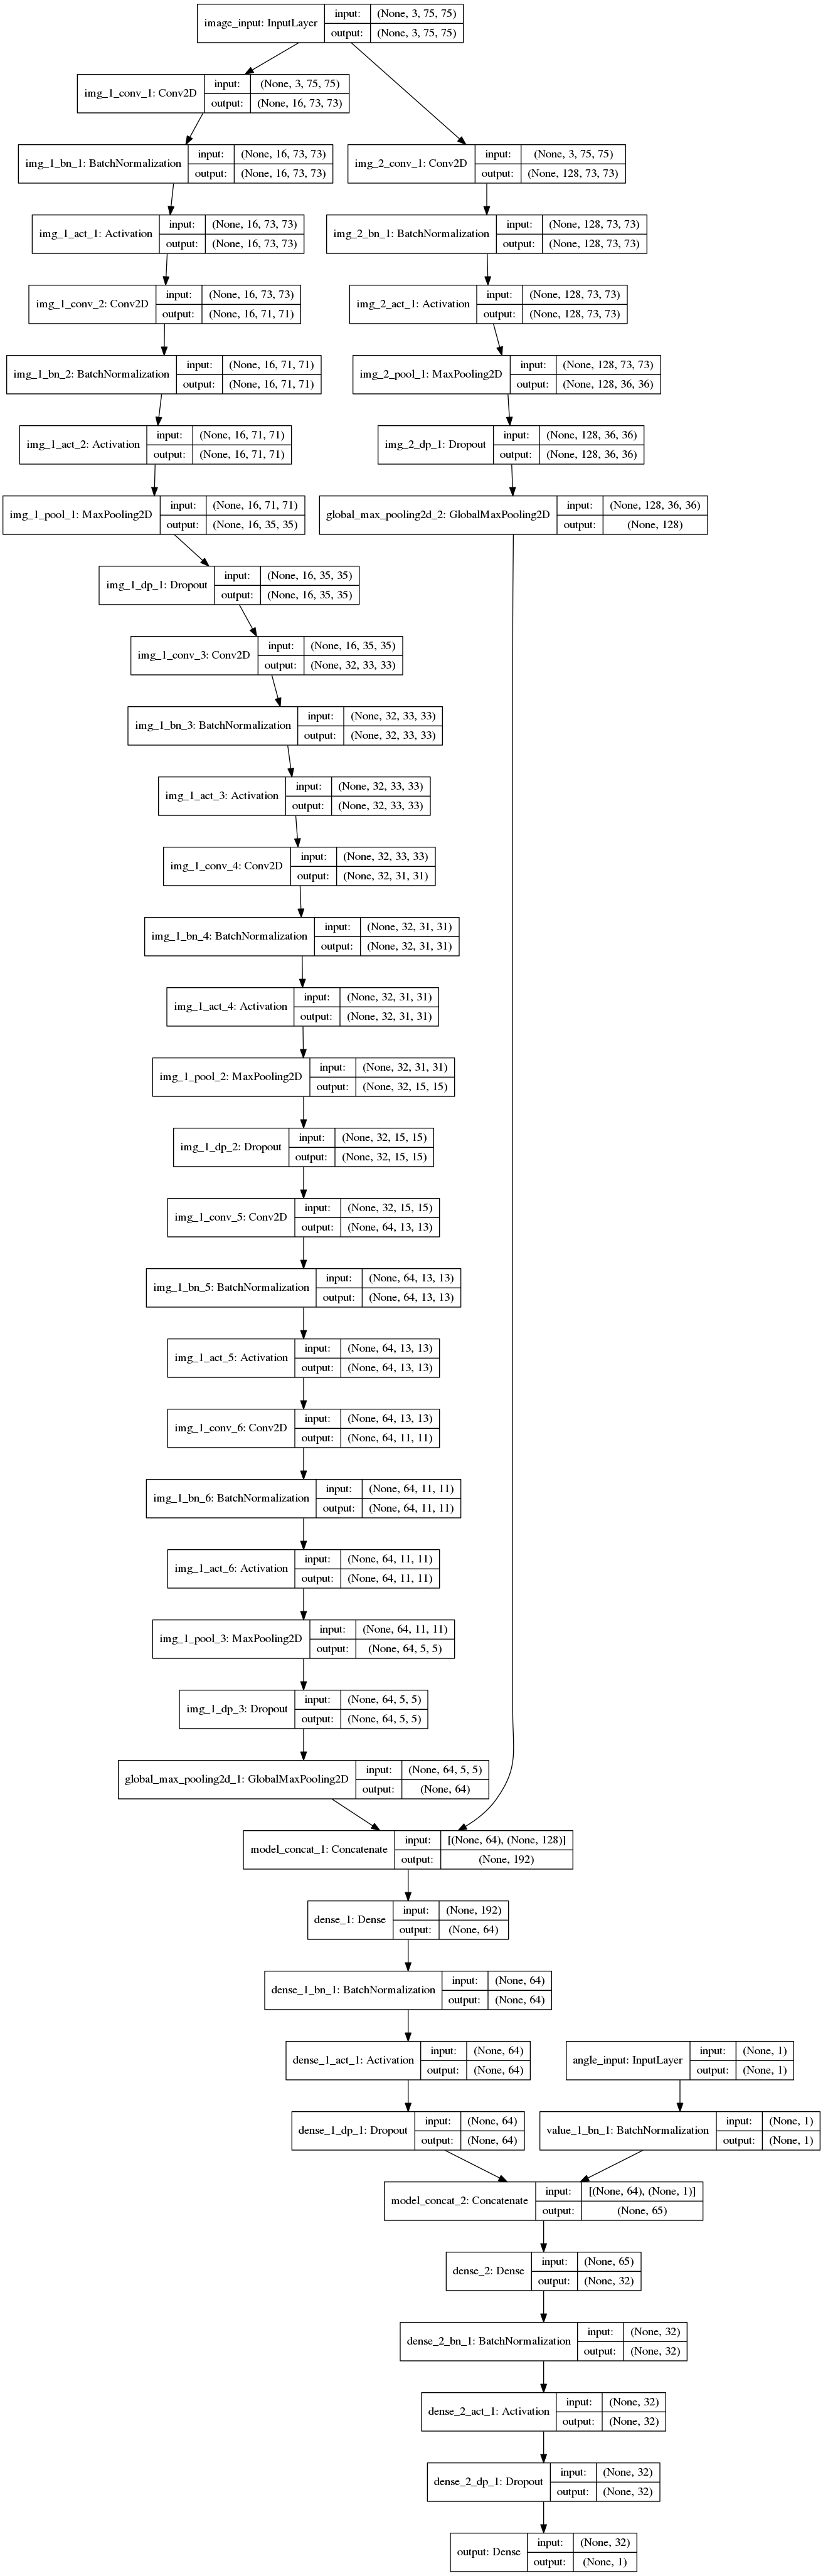 image_input: InputLayer
input: (None, 3, 75, 75)
output: (None, 3, 75, 75)
img_1_conv_1: Conv2D
input: (None, 3, 75, 75)
output: (None, 16, 73, 73)
img_1_bn_1: BatchNormalization
input: (None, 16, 73, 73)
output: (None, 16, 73, 73)
img_2_conv_1: Conv2D
input: (None, 3, 75, 75)
output: (None, 128, 73, 73)
img_1_act_1: Activation
input: (None, 16, 73, 73)
output: (None, 16, 73, 73)
img_2_bn_1: BatchNormalization
input: (None, 128, 73, 73)
output: (None, 128, 73, 73)
img_1_conv_2: Conv2D
input: (None, 16, 73, 73)
output: (None, 16, 71, 71)
img_2_act_1: Activation
input: (None, 128, 73, 73)
output: (None, 128, 73, 73)
img_1_bn_2: BatchNormalization
input: (None, 16, 71, 71)
output: (None, 16, 71, 71)
img_2_pool_1: MaxPooling2D
input: (None, 128, 73, 73)
output: (None, 128, 36, 36)
img_1_act_2: Activation
input: (None, 16, 71, 71)
output: (None, 16, 71, 71)
img_2_dp_1: Dropout
input: (None, 128, 36, 36)
output: (None, 128, 36, 36)
img_1_pool_1: MaxPooling2D
input: (None, 16, 71, 71)
output: (None, 16, 35, 35)
global_max_pooling2d_2: GlobalMaxPooling2D
input: (None, 128, 36, 36)
output: (None, 128)
img_1_dp_1: Dropout
input: (None, 16, 35, 35)
output: (None, 16, 35, 35)
img_1_conv_3: Conv2D
input: (None, 16, 35, 35)
output: (None, 32, 33, 33)
img_1_bn_3: BatchNormalization
input: (None, 32, 33, 33)
output: (None, 32, 33, 33)
img_1_act_3: Activation
input: (None, 32, 33, 33)
output: (None, 32, 33, 33)
img_1_conv_4: Conv2D
input: (None, 32, 33, 33)
output: (None, 32, 31, 31)
img_1_bn_4: BatchNormalization
input: (None, 32, 31, 31)
output: (None, 32, 31, 31)
img_1_act_4: Activation
input: (None, 32, 31, 31)
output: (None, 32, 31, 31)
img_1_pool_2: MaxPooling2D
input: (None, 32, 31, 31)
output: (None, 32, 15, 15)
img_1_dp_2: Dropout
input: (None, 32, 15, 15)
output: (None, 32, 15, 15)
img_1_conv_5: Conv2D
input: (None, 32, 15, 15)
output: (None, 64, 13, 13)
img_1_bn_5: BatchNormalization
input: (None, 64, 13, 13)
output: (None, 64, 13, 13)
img_1_act_5: Activation
input: (None, 64, 13, 13)
output: (None, 64, 13, 13)
img_1_conv_6: Conv2D
input: (None, 64, 13, 13)
output: (None, 64, 11, 11)
img_1_bn_6: BatchNormalization
input: (None, 64, 11, 11)
output: (None, 64, 11, 11)
img_1_act_6: Activation
input: (None, 64, 11, 11)
output: (None, 64, 11, 11)
img_1_pool_3: MaxPooling2D
input: (None, 64, 11, 11)
output: (None, 64, 5, 5)
img_1_dp_3: Dropout
input: (None, 64, 5, 5)
output: (None, 64, 5, 5)
global_max_pooling2d_1: GlobalMaxPooling2D
input: (None, 64, 5, 5)
output: (None, 64)
model_concat_1: Concatenate
input: [(None, 64), (None, 128)]
output: (None, 192)
dense_1: Dense
input: (None, 192)
output: (None, 64)
dense_1_bn_1: BatchNormalization
input: (None, 64)
output: (None, 64)
dense_1_act_1: Activation
input: (None, 64)
output: (None, 64)
angle_input: InputLayer
input: (None, 1)
output: (None, 1)
dense_1_dp_1: Dropout
input: (None, 64)
output: (None, 64)
value_1_bn_1: BatchNormalization
input: (None, 1)
output: (None, 1)
model_concat_2: Concatenate
input: [(None, 64), (None, 1)]
output: (None, 65)
dense_2: Dense
input: (None, 65)
output: (None, 32)
dense_2_bn_1: BatchNormalization
input: (None, 32)
output: (None, 32)
dense_2_act_1: Activation
input: (None, 32)
output: (None, 32)
dense_2_dp_1: Dropout
input: (None, 32)
output: (None, 32)
output: Dense
input: (None, 32)
output: (None, 1)